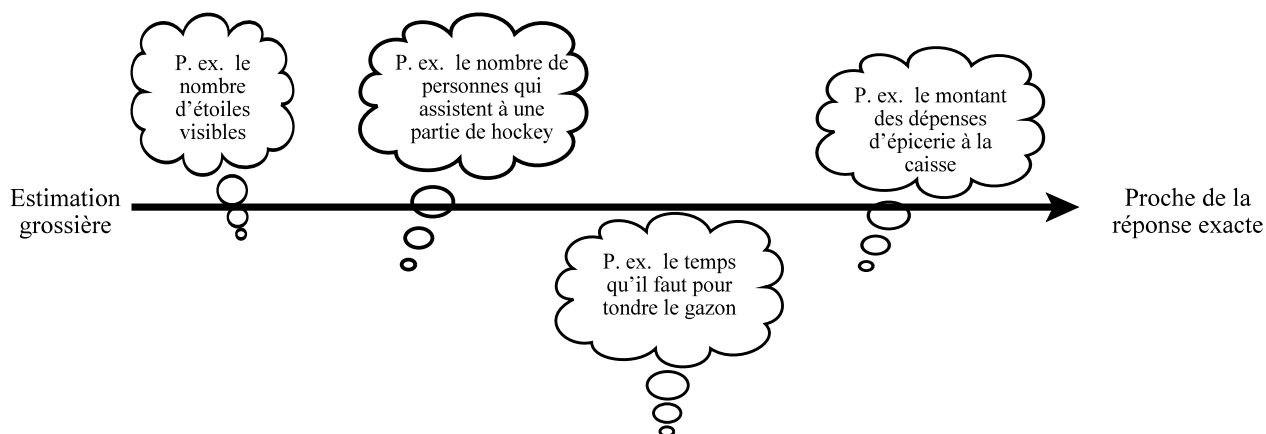 P. ex. le
nombre
d'étoiles
visibles
P. ex. le nombre de
personnes qui
assistent à une
partie de hockey
P. ex. le montant
des dépenses
d'épicerie à la
caisse
Estimation
grossière
Proche de la
réponse exacte
P. ex. le temps
qu'il faut pour
tondre le gazon